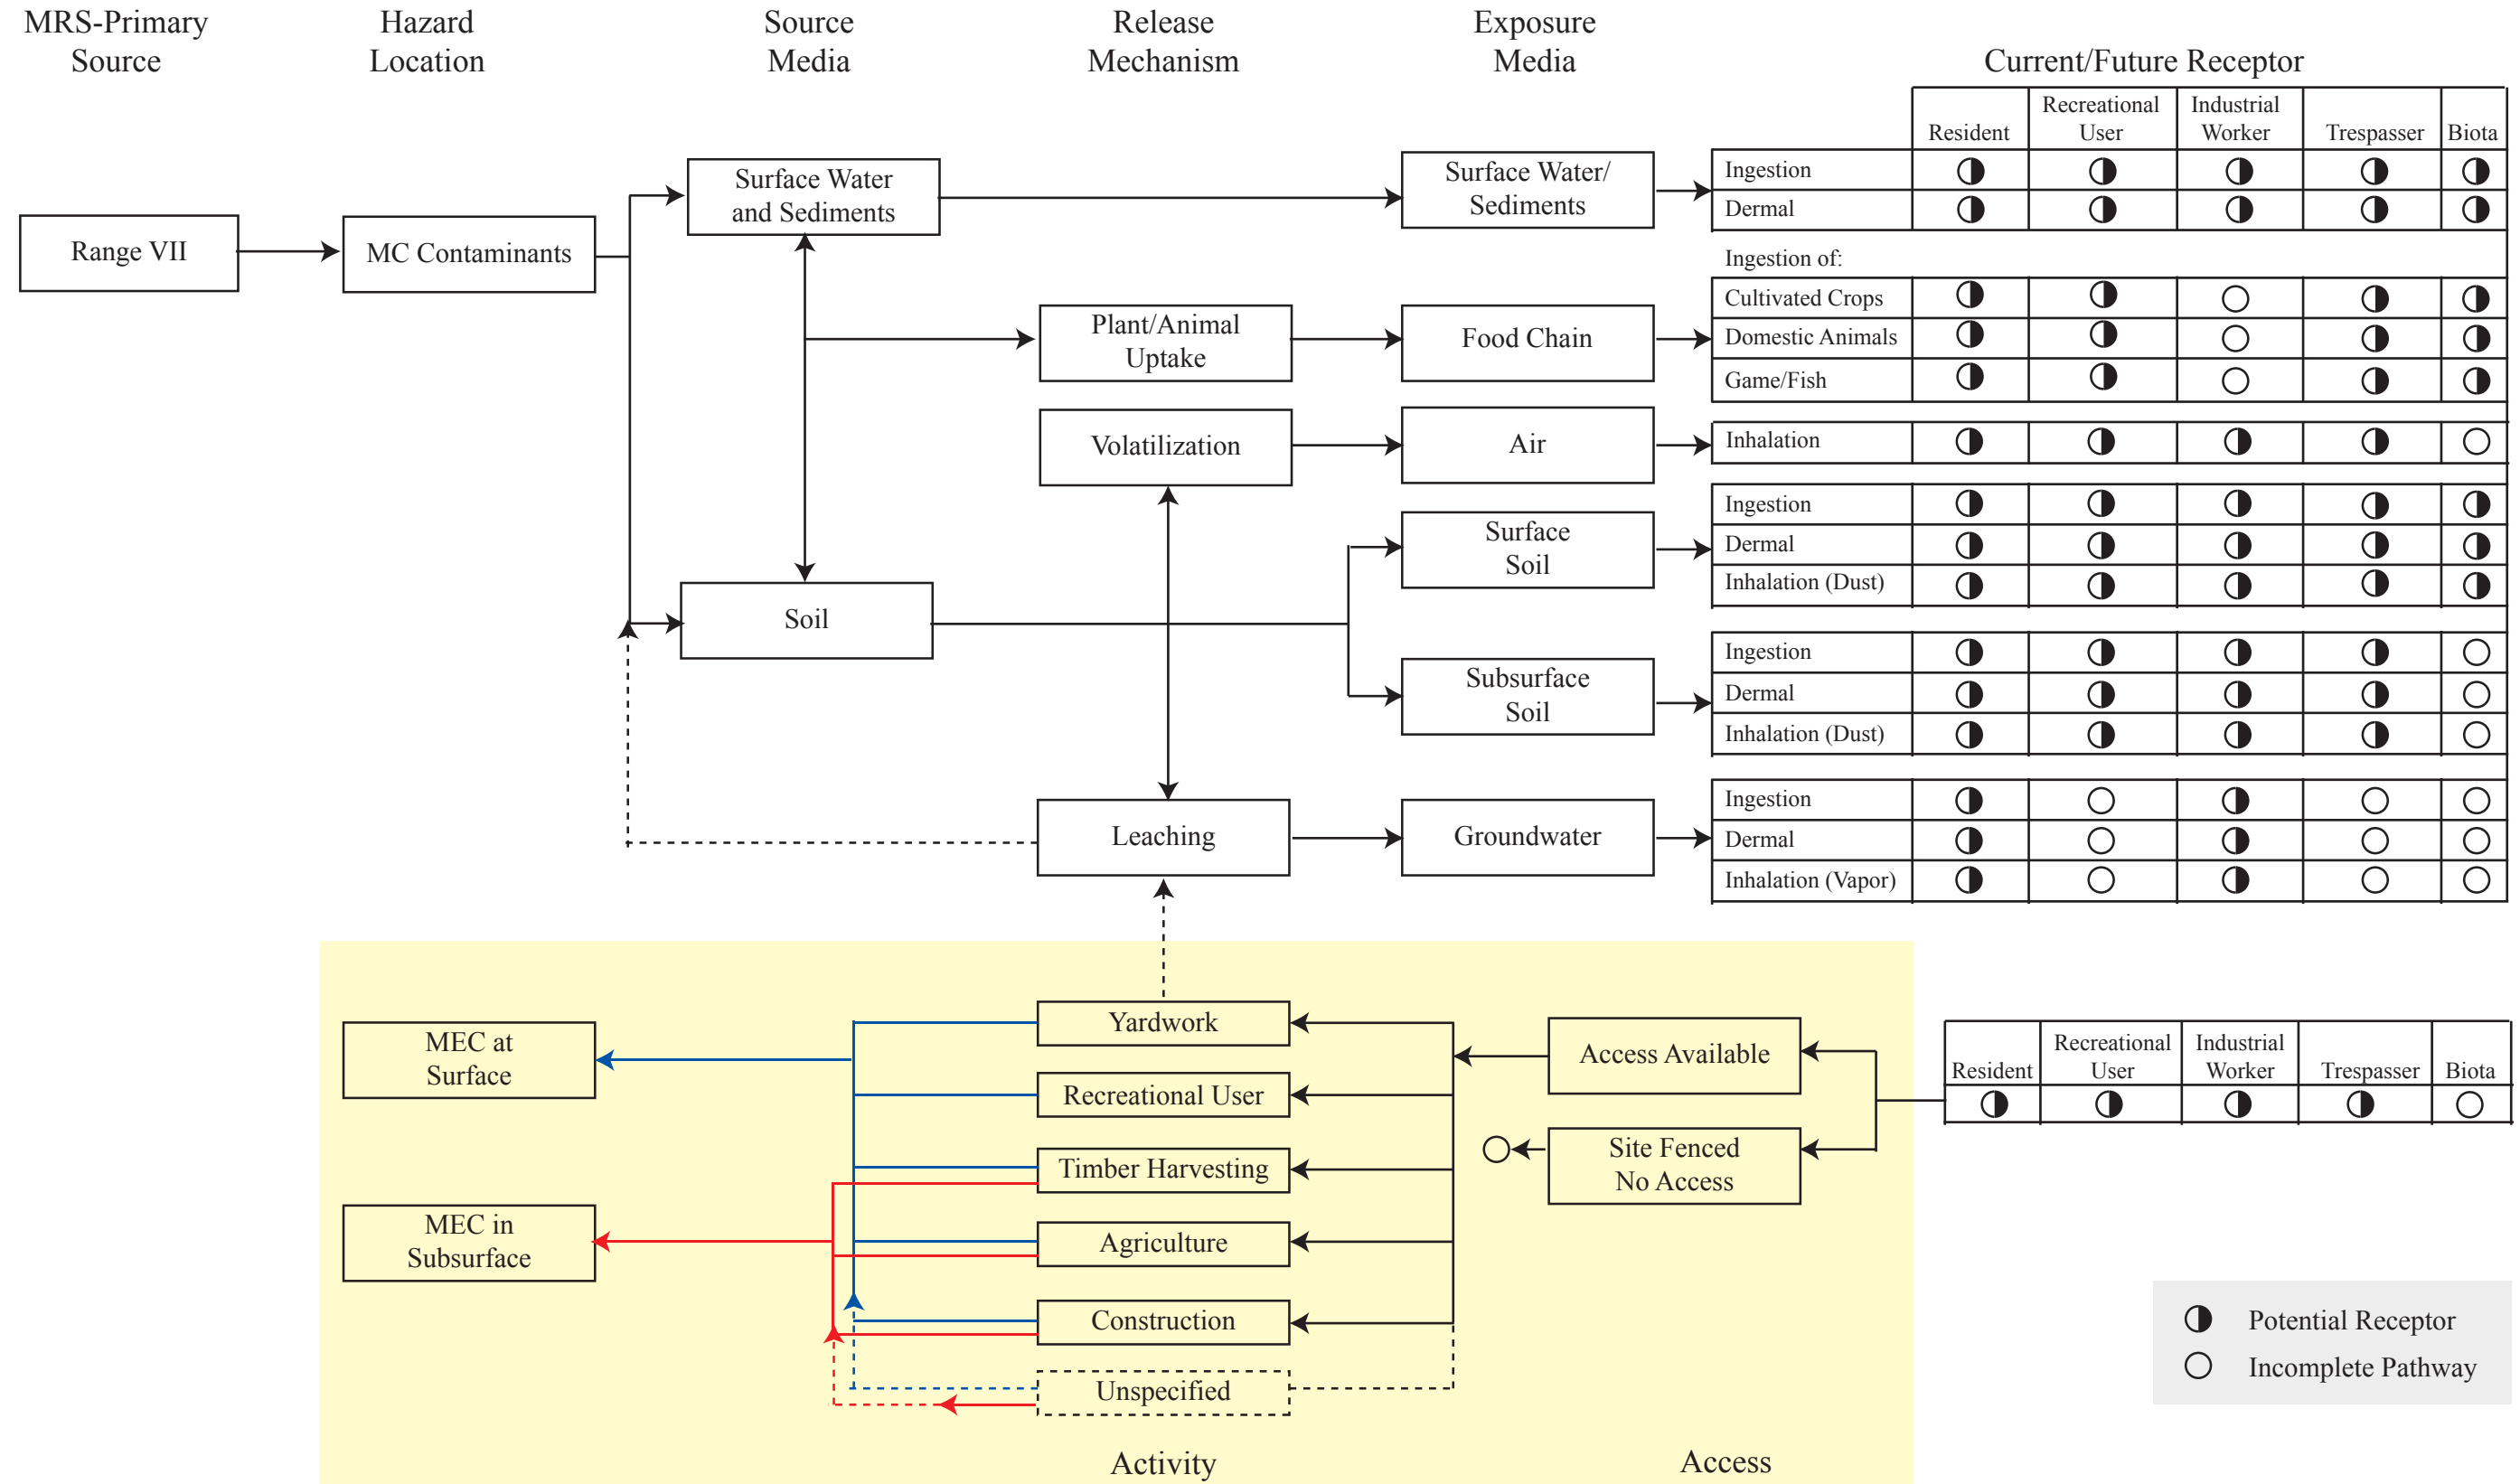 MRS-Primary
Source
Hazard
Location
Source
Media
Release
Mechanism
Exposure
Media
Current/Future Receptor
Resident
Recreational
User
Industrial
Worker
Trespasser
Biota
Range VII
MC Contaminants
Surface Water
and Sediments
Surface Water/
Sediments
Ingestion
Dermal
Ingestion of:
Plant/Animal
Uptake
Food Chain
Cultivated Crops
Domestic Animals
Game/Fish
Volatilization
Air
Inhalation
Soil
Surface
Soil
Ingestion
Dermal
Inhalation (Dust)
Subsurface
Soil
Ingestion
Dermal
Inhalation (Dust)
Leaching
Groundwater
Ingestion
Dermal
Inhalation (Vapor)
MEC at
Surface
MEC in
Subsurface
Yardwork
Recreational User
Timber Harvesting
Agriculture
Construction
Unspecified
Activity
Access Available
Site Fenced
No Access
Access
Resident
Recreational
User
Industrial
Worker
Trespasser
Biota
Potential Receptor
Incomplete Pathway